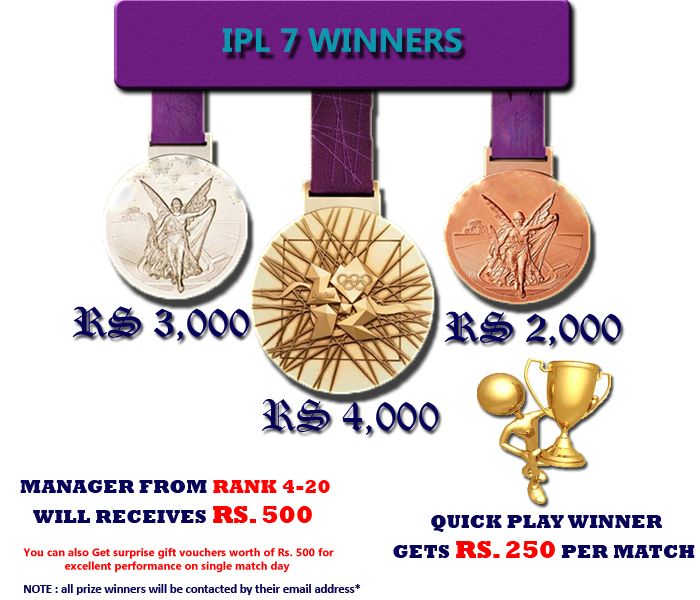 IPL 7 WINNERS
RS 3,000
RS 2,000
RS 4,000
MANAGER FROM RANK 4-20
WILL RECEIVES RS. 500
You can also Get surprise gift vouchers worth of Rs. 500 for
excellent performance on single match day
NOTE : all prize winners will be contacted by their email address*
QUICK PLAY WINNER
GETS RS. 250 PER MATCH